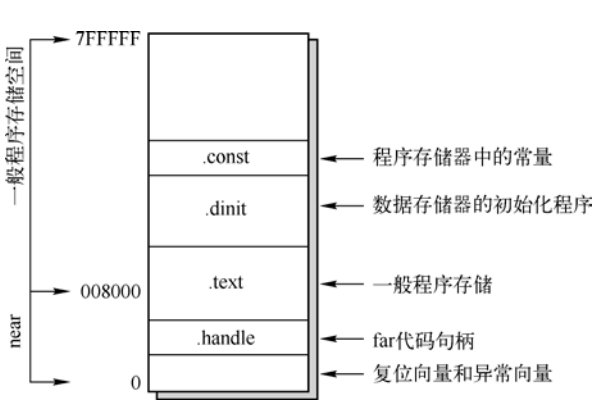 7FFFFF
一般程序存储空间
.const
程序存储器中的常量
.dinit
数据存储器的初始化程序
.text
一般程序存储
008000
near
.handle
far代码句柄
0
复位向量和异常向量